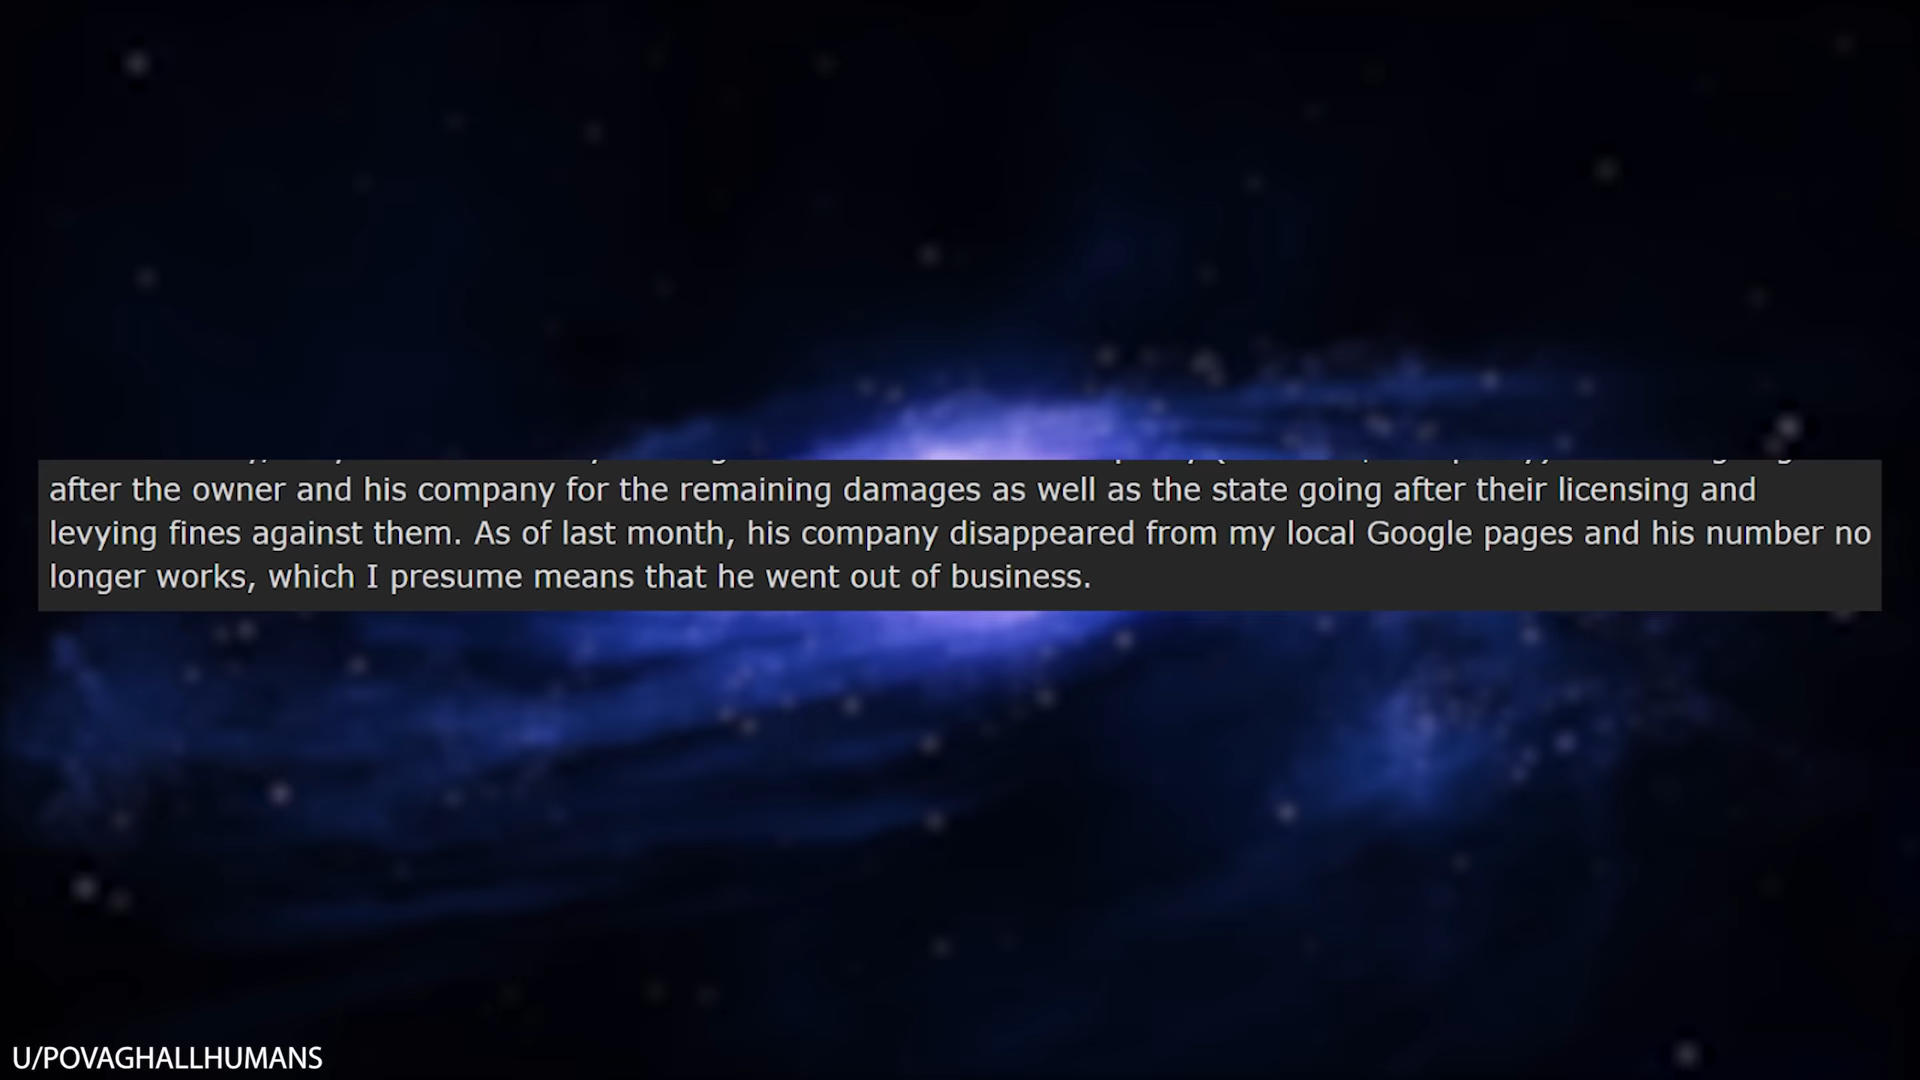 after the owner and his company for the remaining damages as well as the state going after their licensing and
levying fines against them. As of last month, his company disappeared from my local Google pages and his number no
longer works, which I presume means that he went out of business.
U/POVAGHALLHUMANS